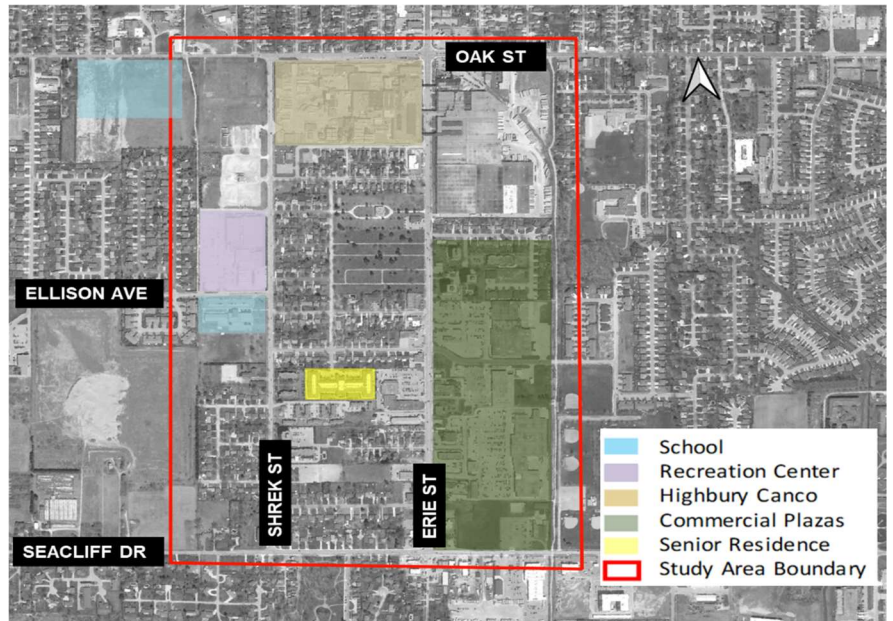 OAK ST
ELLISON AVE
SHREK ST
ERIE ST
SEACLIFF DR
School
Recreation Center
Highbury Canco
Commercial Plazas
Senior Residence
Study Area Boundary